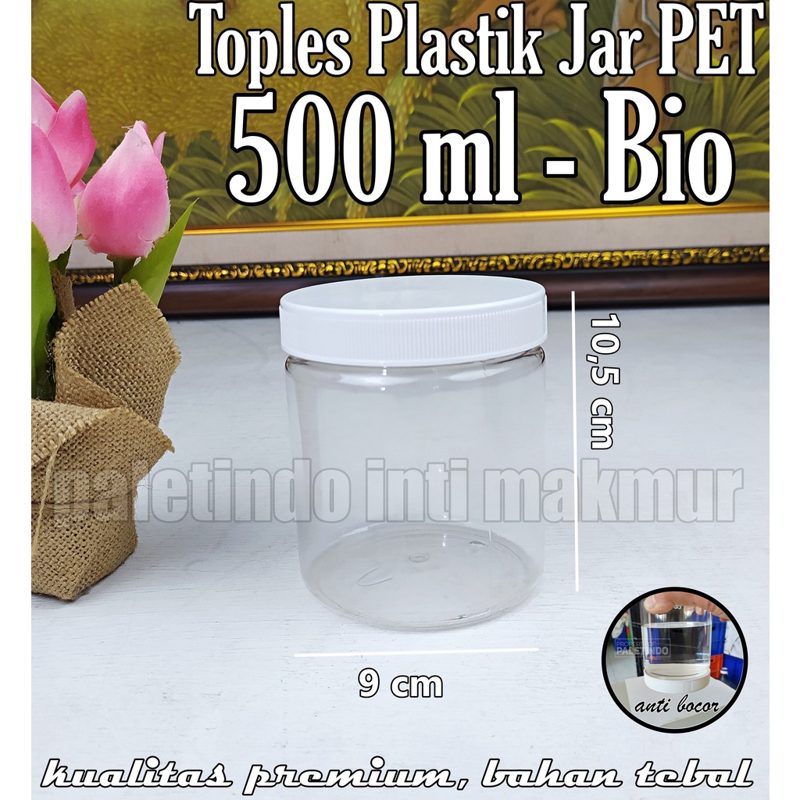 Toples Plastik Jar PET
500 ml - Bio
10,5 cm
paletindo inti makmur
9 cm
PALETINDO
anti bocor
kualitas premium, bahan tebal